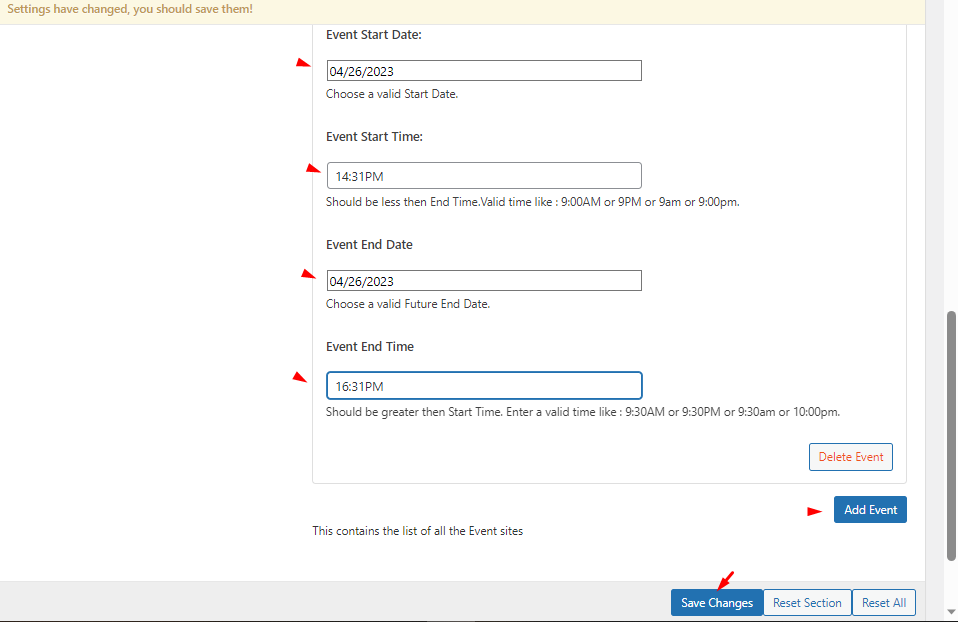 Settings have changed, you should save them!
Event Start Date:
04/26/2023
Choose a valid Start Date.
Event Start Time:
14:31PM
Should be less then End Time.Valid time like : 9:00AM or 9PM or 9am or 9:00pm.
Event End Date
04/26/2023
Choose a valid Future End Date.
Event End Time
16:31PM
Should be greater then Start Time. Enter a valid time like : 9:30AM or 9:30PM or 9:30am or 10:00pm.
Delete Event
Add Event
This contains the list of all the Event sites
Save Changes Reset Section Reset All